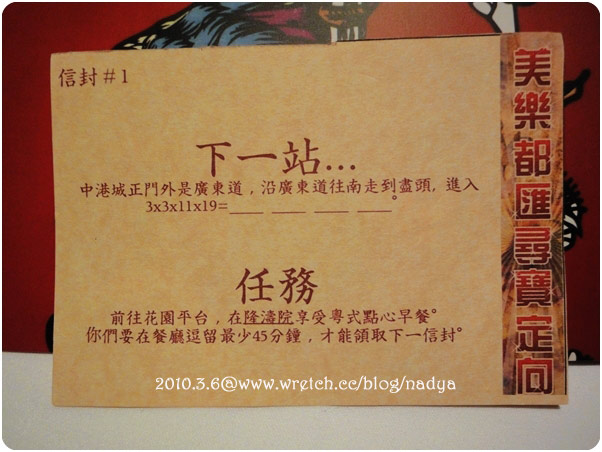 信封#1
下一站...
中港城正門外是廣東道，沿廣東道往南走到盡頭, 進入
3x3x11x19=____ ____ ____ ____。
任務
前往花園平台，在隆濤院享受粵式點心早餐。
你們要在餐廳逗留最少45分鐘，才能領取下一信封。
美樂都匯尋寶定向
2010.3.6@www.wretch.cc/blog/nadya